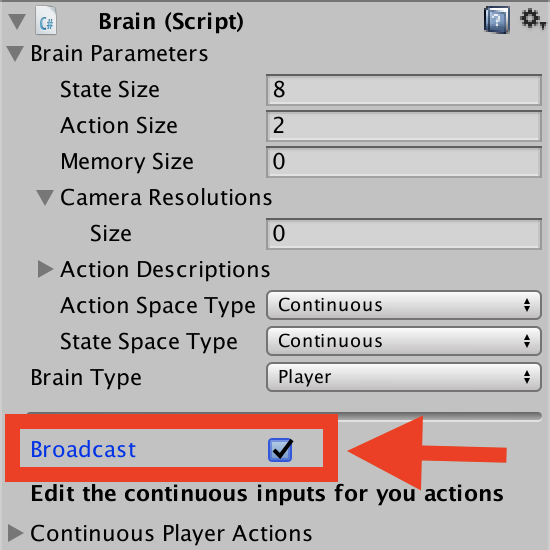 C# Brain (Script)
Brain Parameters
State Size 8
Action Size 2
Memory Size 0
Camera Resolutions
Size 0
Action Descriptions
Action Space Type Continuous
State Space Type Continuous
Brain Type Player
Broadcast
Edit the continuous inputs for you actions
Continuous Player Actions